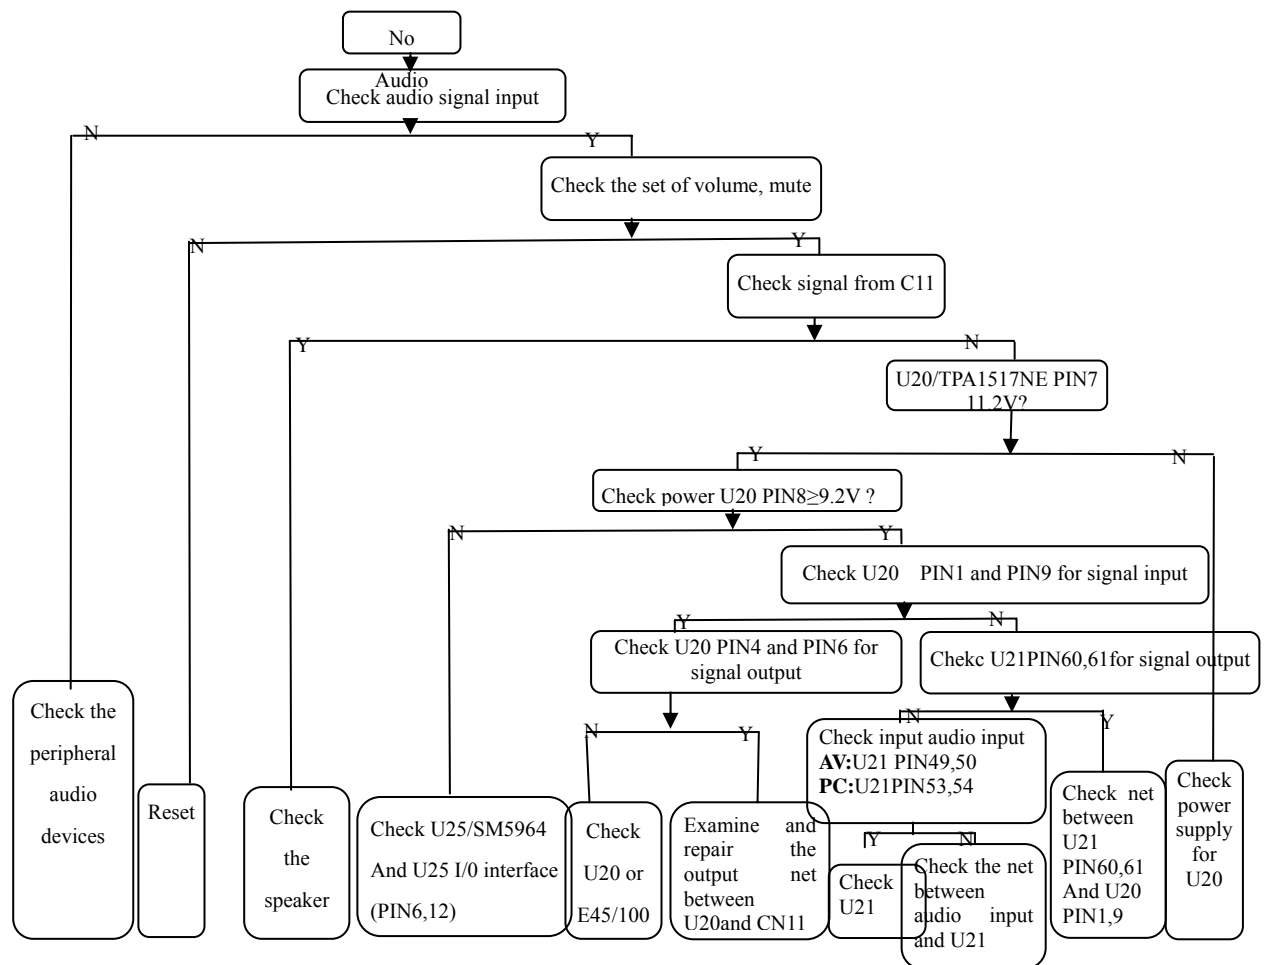 No
Audio
Check audio signal input
N
Y
Check the set of volume, mute
N
Y
Check signal from C11
Y
N
U20/TPA1517NE PIN7
11.2V?
Y
N
Check power U20 PIN8≥9.2V ?
N
Y
Check U20 PIN1 and PIN9 for signal input
Y
N
Check U20 PIN4 and PIN6 for
signal output
Chekc U21PIN60,61for signal output
N
Y
N
Y
Check input audio input
AV:U21 PIN49,50
PC:U21PIN53,54
Y
N
Check the
peripheral
audio
devices
Reset
Check
the
speaker
Check U25/SM5964
And U25 I/0 interface
(PIN6,12)
Check
U20 or
E45/100
Examine and
repair the
output net
between
U20and CN11
Check
U21
Check the net
between
audio input
and U21
Check net
between
U21
PIN60,61
And U20
PIN1,9
Check
power
supply
for
U20